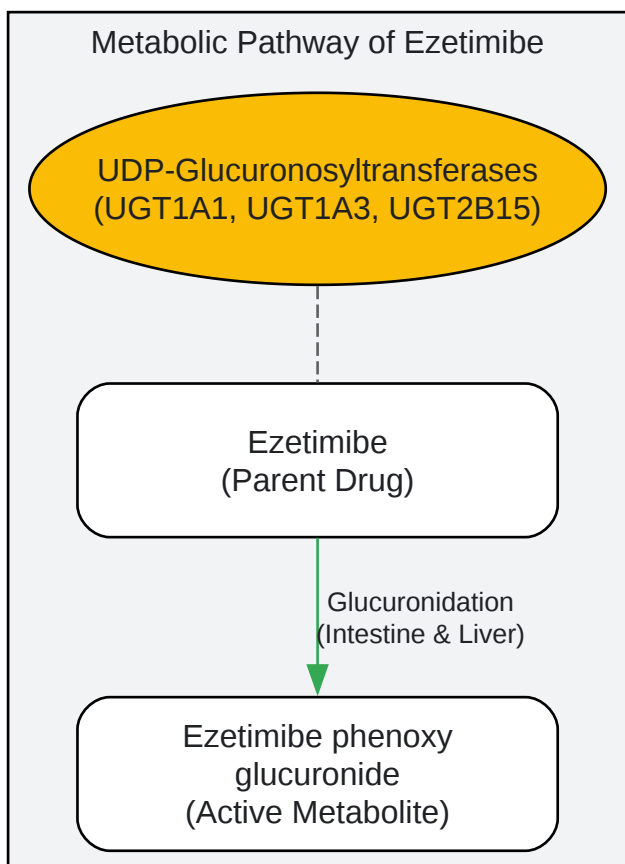 Metabolic Pathway of Ezetimibe
UDP-Glucuronosyltransferases
(UGT1A1, UGT1A3, UGT2B15)
Ezetimibe
(Parent Drug)
Glucuronidation
(Intestine & Liver)
Ezetimibe phenoxy
glucuronide
(Active Metabolite)